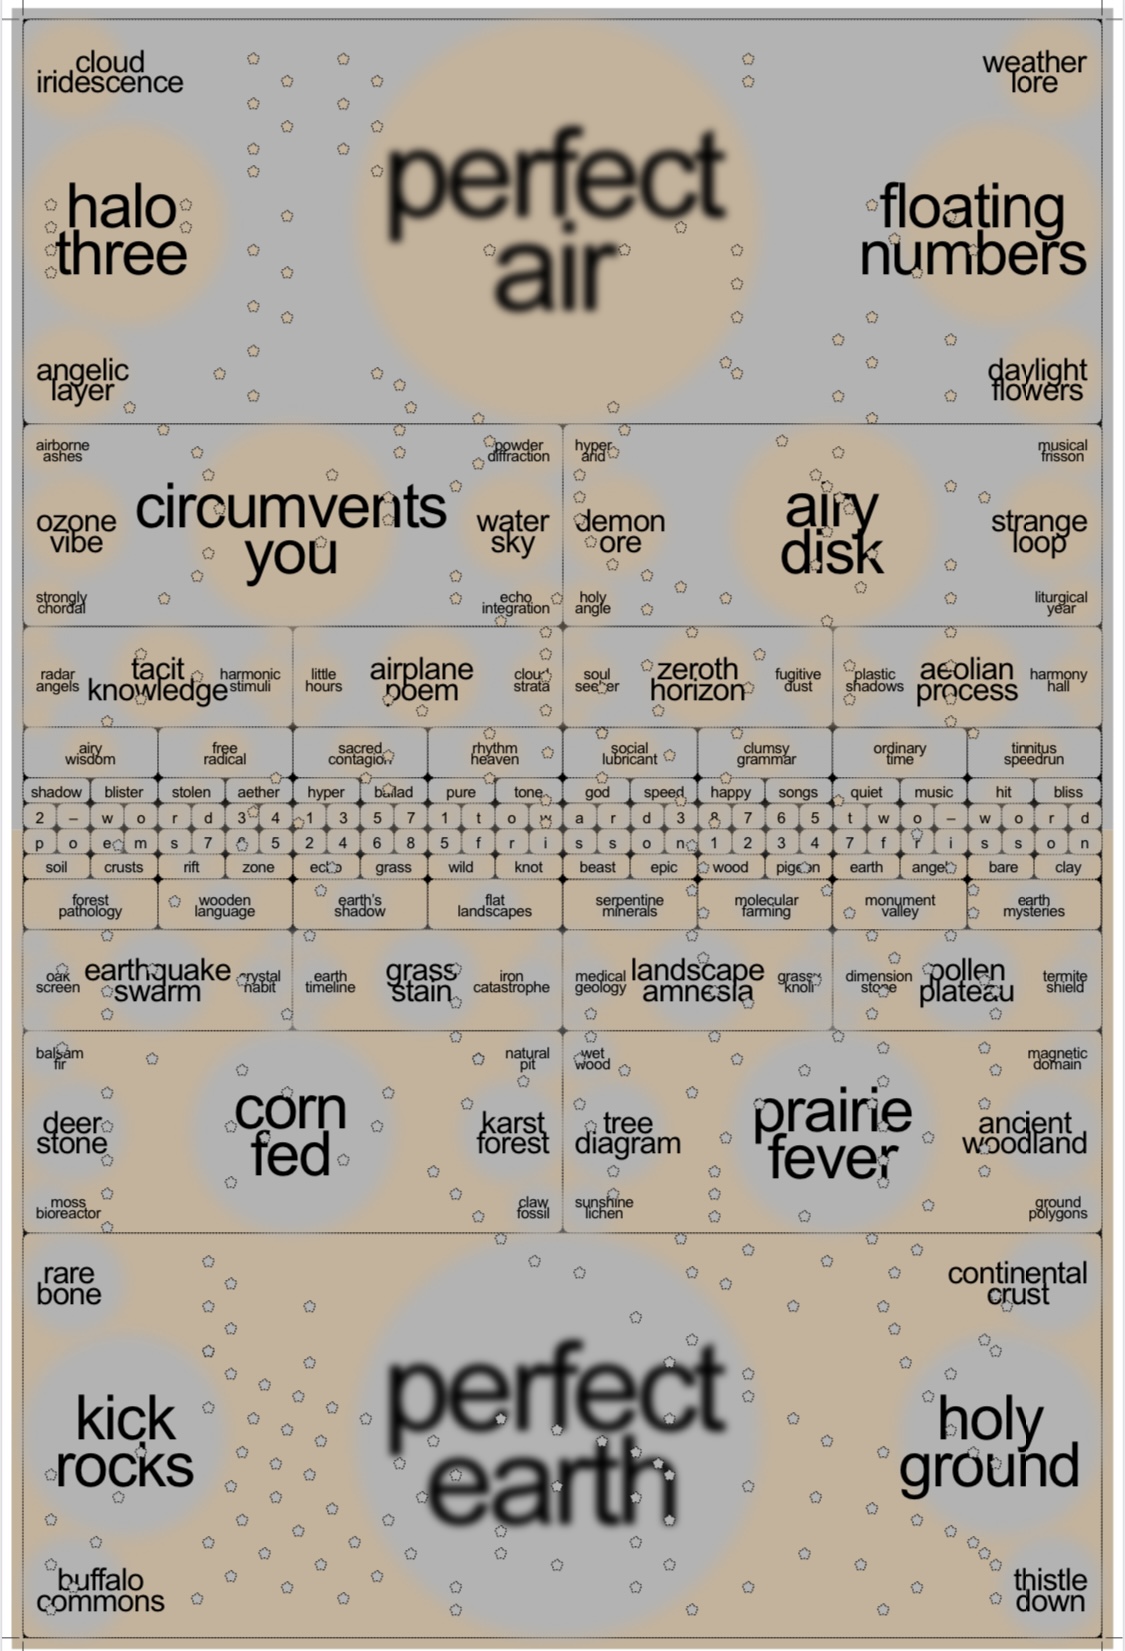 cloud
iridescence
weather
lore
perfect
air
halo
three
floating
numbers
angelic
layer
daylight
flowers
airborne
ashes
powder
diffraction
hyper
arid
musical
frisson
circumvents
you
airy
disk
ozone
vibe
water
sky
demon
ore
strange
loop
strongly
chordal
echo
integration
holy
angle
liturgical
year
radar
angels
tacit
knowledge
harmonic
stimuli
little
hours
airplane
poem
cloud
strata
soul
seeker
zeroth
horizon
fugitive
dust
plastic
shadows
aeolian
process
harmony
hall
airy
wisdom
free
radical
sacred
contagion
rhythm
heaven
social
lubricant
clumsy
grammar
ordinary
time
tinnitus
speedrun
shadow blister stolen aether hyper ballad pure tone god speed happy songs quiet music hit bliss
2 – w o r d 3 4 1 3 5 7 1 t o w a r d 3 8 7 6 5 t w o – w o r d
p o e m s 7 6 5 2 4 6 8 5 f r i s s o n 1 2 3 4 7 f r i s s o n
soil crusts rift zone ecto grass wild knot beast epic wood pigeon earth angel bare clay
forest
pathology
wooden
language
earth's
shadow
flat
landscapes
serpentine
minerals
molecular
farming
monument
valley
earth
mysteries
oak
screen
earthquake
swarm
crystal
habit
earth
timeline
grass
stain
iron
catastrophe
medical
geology
landscape
amnesia
grassy
knoll
dimension
stone
pollen
plateau
termite
shield
balsam
fir
natural
pit
wet
wood
magnetic
domain
corn
fed
prairie
fever
deer
stone
karst
forest
tree
diagram
ancient
woodland
moss
bioreactor
claw
fossil
sunshine
lichen
ground
polygons
rare
bone
continental
crust
perfect
earth
kick
rocks
holy
ground
buffalo
commons
thistle
down